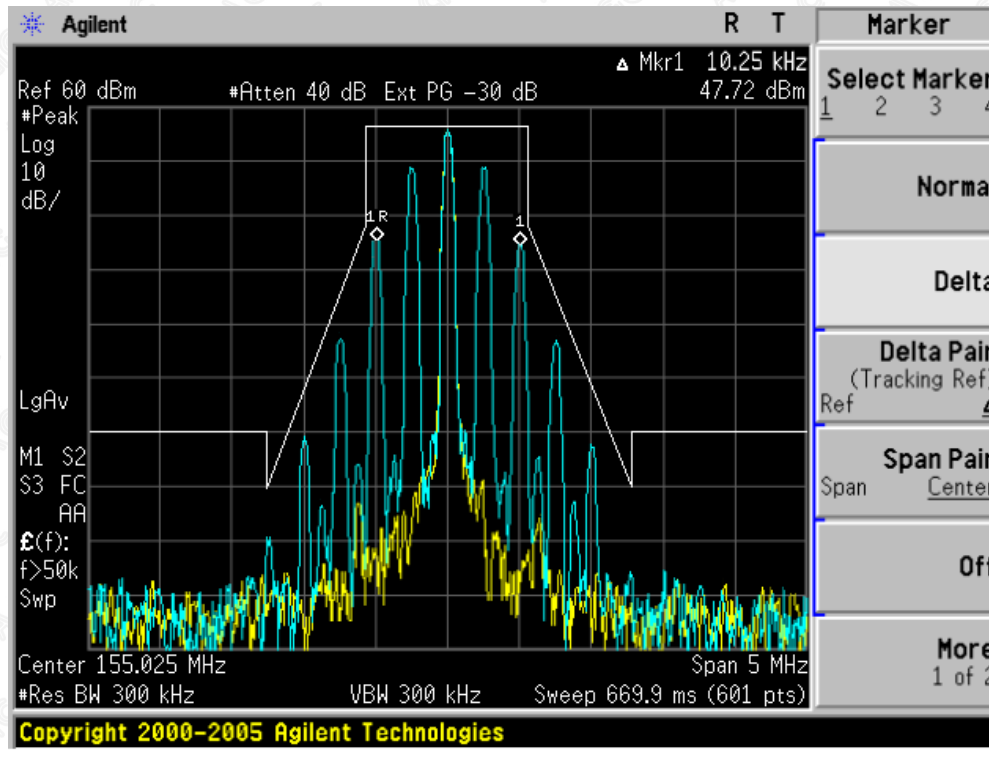 Agilent R T Marker
△ Mkr1 10.25 kHz
Ref 60 dBm #Atten 40 dB Ext PG −30 dB 47.72 dBm
#Peak
Log
10
dB/
1R
1
LgAv
M1 S2
S3 FC
AA
£(f):
f>50k
Swp
Center 155.025 MHz Span 5 MHz
#Res BW 300 kHz VBW 300 kHz Sweep 669.9 ms (601 pts)
Copyright 2000–2005 Agilent Technologies
Select Marker
1 2 3 4
Norma
Delta
Delta Pair
(Tracking Ref)
Ref
Span Pair
Span Center
Off
More
1 of 2